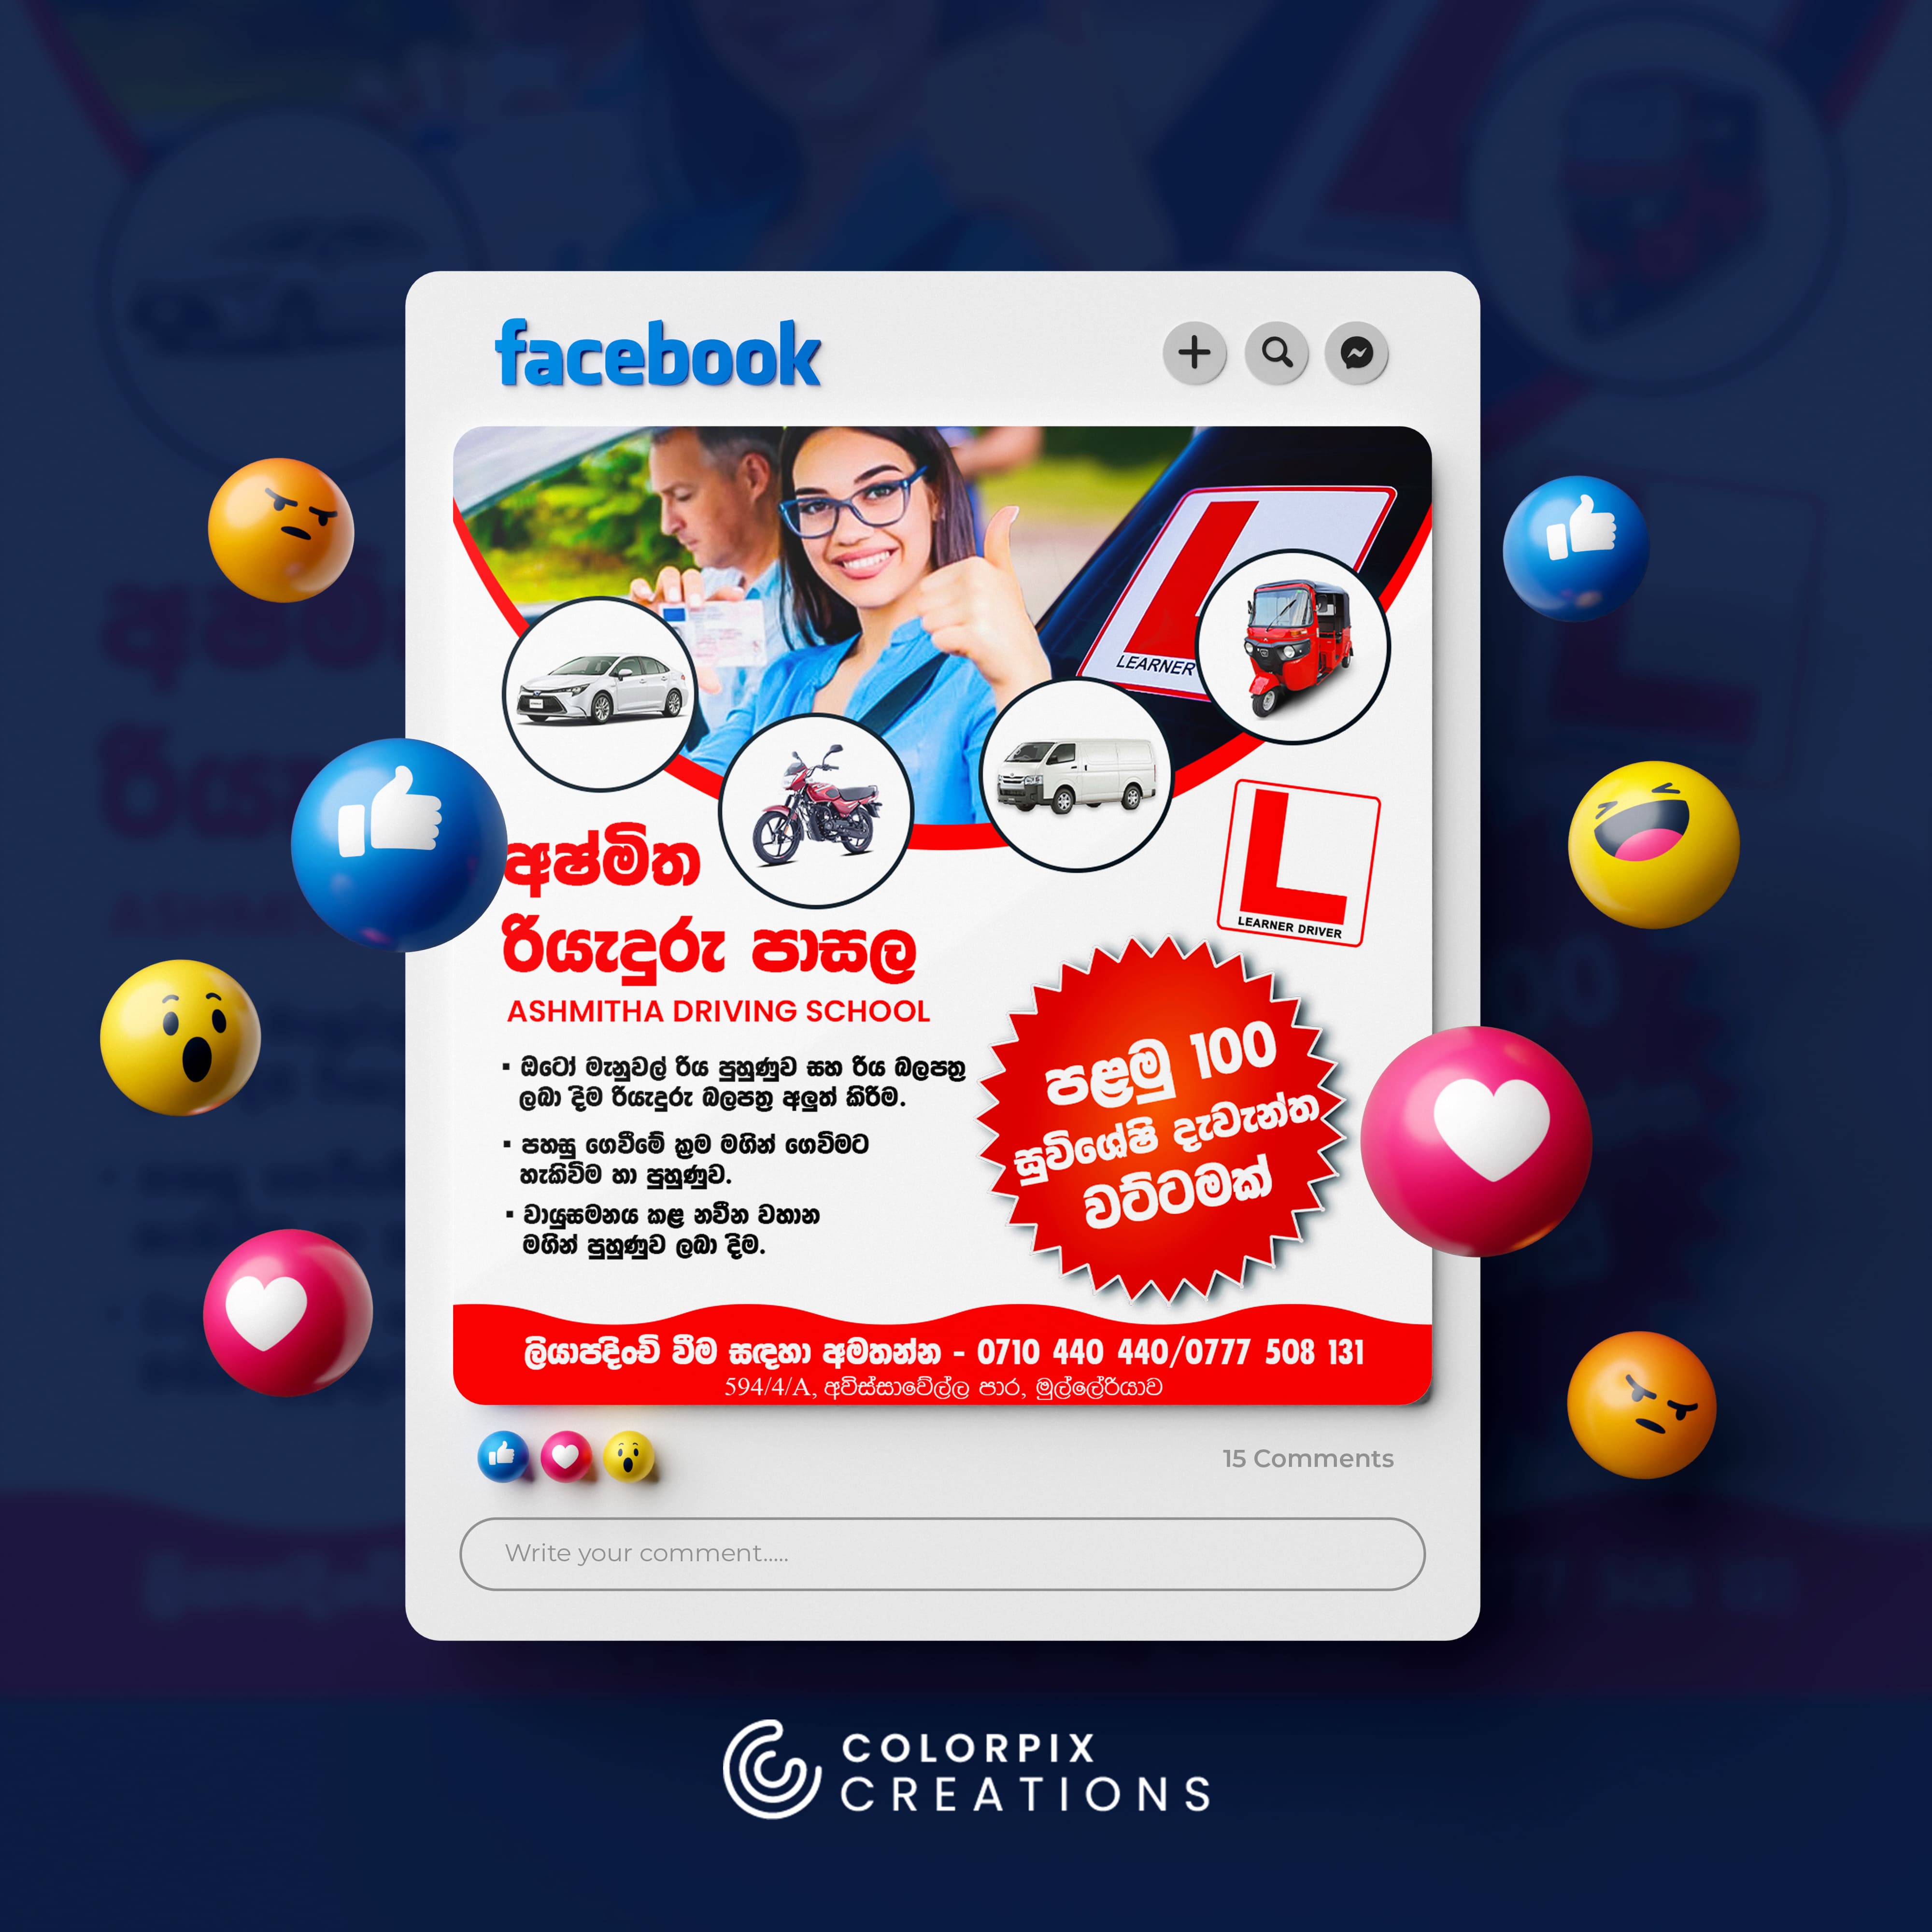 facebook
LEARNER
අෂ්මිත
රියැදුරු පාසල
ASHMITHA DRIVING SCHOOL
L
LEARNER DRIVER
▪ ඔටෝ මැනුවල් රිය පුහුණුව සහ රිය බලපත්‍ර
ලබා දිම රියැදුරු බලපත්‍ර අලුත් කිරීම.
▪ පහසු ගෙවීමේ ක්‍රම මගින් ගෙවිමට
හැකිවිම හා පුහුණුව.
▪ වායුසමනය කළ නවීන වහාන
මගින් පුහුණුව ලබා දිම.
පළමු 100
සුවිශේෂි දැවැන්ත
වට්ටමක්
ලියාපදිංචි වීම සඳහා අමතන්න - 0710 440 440/0777 508 131
594/4/A, අවිස්සාවේල්ල පාර, මුල්ලේරියාව
15 Comments
Write your comment.....
COLORPIX
CREATIONS